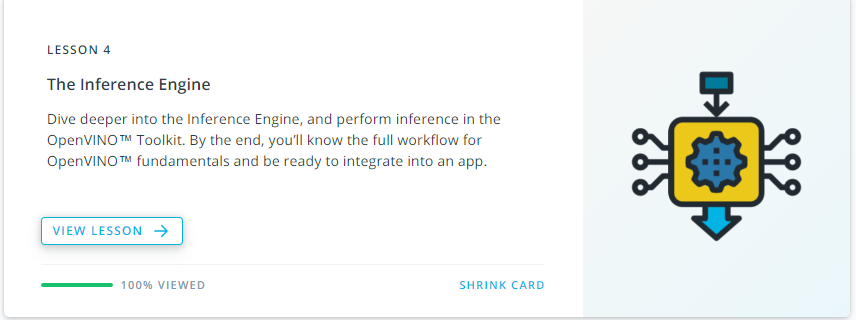 LESSON 4
The Inference Engine
Dive deeper into the Inference Engine, and perform inference in the
OpenVINO™ Toolkit. By the end, you’ll know the full workflow for
OpenVINO™ fundamentals and be ready to integrate into an app.
VIEW LESSON
100% VIEWED
SHRINK CARD